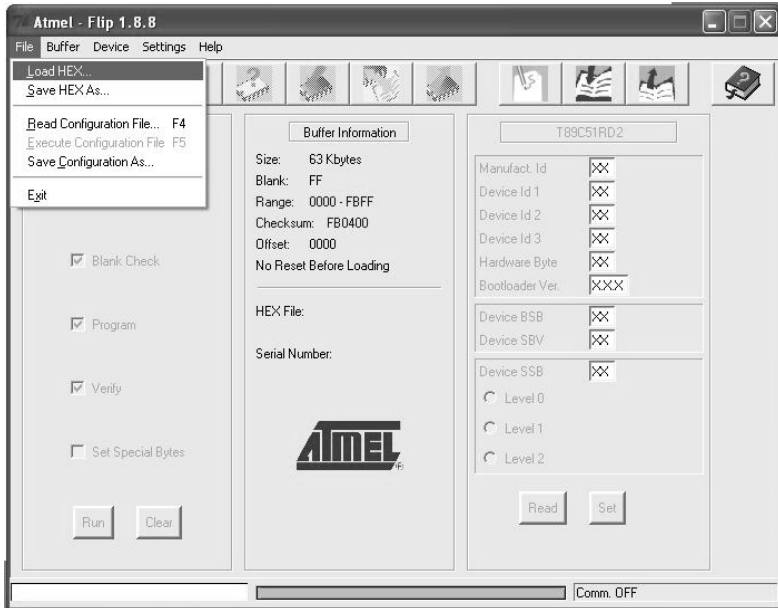 Atmel - Flip 1.8.8
File Buffer Device Settings Help
Load HEX...
Save HEX As...
Read Configuration File... F4
Execute Configuration File F5
Save Configuration As...
Exit
Blank Check
Program
Verify
Set Special Bytes
Run Clear
Buffer Information
Size: 63 Kbytes
Blank: FF
Range: 0000 - FBFF
Checksum: FB0400
Offset: 0000
No Reset Before Loading
HEX File:
Serial Number:
ATMEL
T89C51RD2
Manufact. Id XX
Device Id 1 XX
Device Id 2 XX
Device Id 3 XX
Hardware Byte XX
Bootloader Ver. XXX
Device BSB XX
Device SBV XX
Device SSB XX
Level 0
Level 1
Level 2
Read Set
Comm. OFF